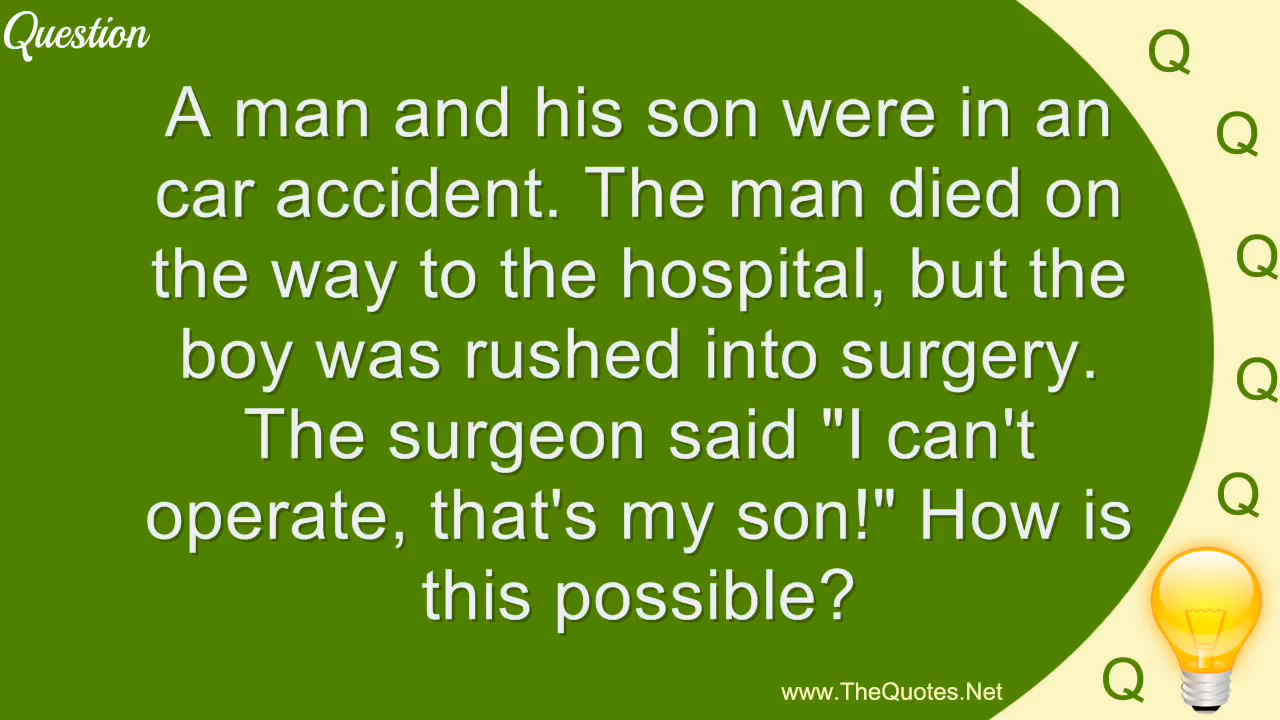 Question
A man and his son were in an
car accident. The man died on
the way to the hospital, but the
boy was rushed into surgery.
The surgeon said "I can't
operate, that's my son!" How is
this possible?
www.TheQuotes.Net
Q
Q
Q
Q
Q
Q